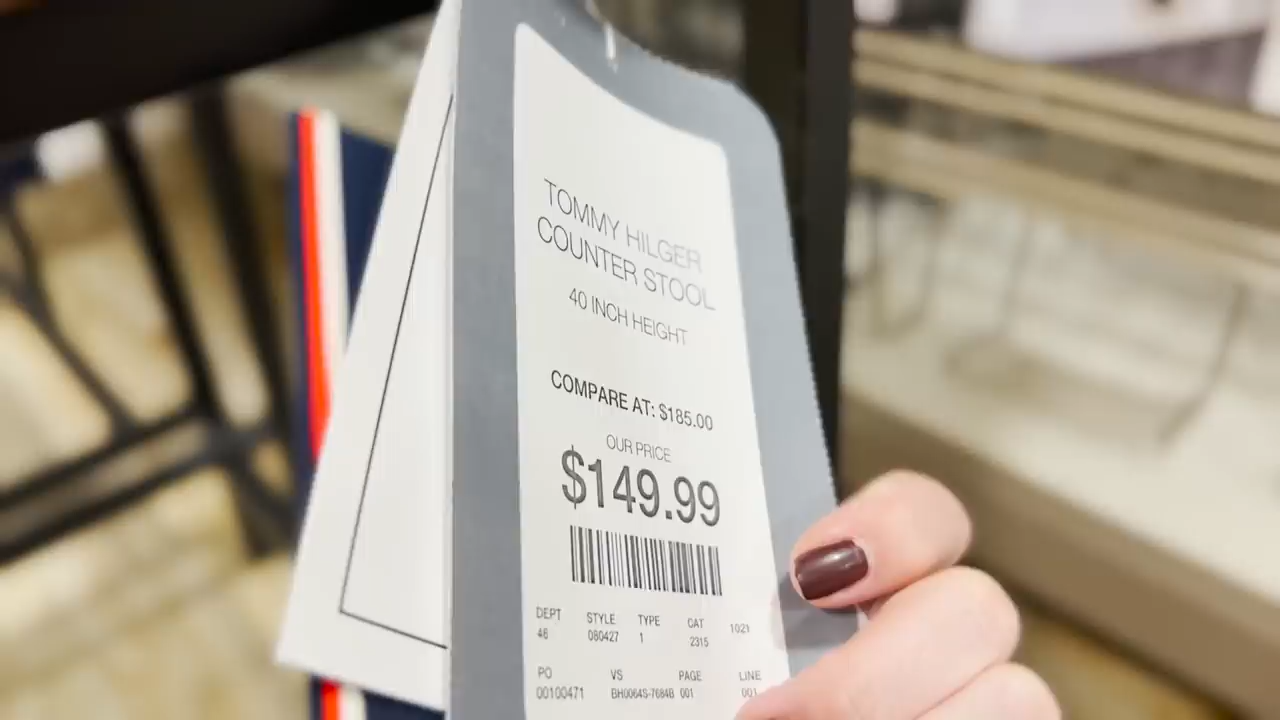 TOMMY HILGER
COUNTER STOOL
40 INCH HEIGHT
COMPARE AT: $185.00
OUR PRICE
$149.99
DEPT STYLE TYPE CAT 1021
46 080427 1 2315
PO VS PAGE LINE
00100471 BH0064S-7684B 001 001